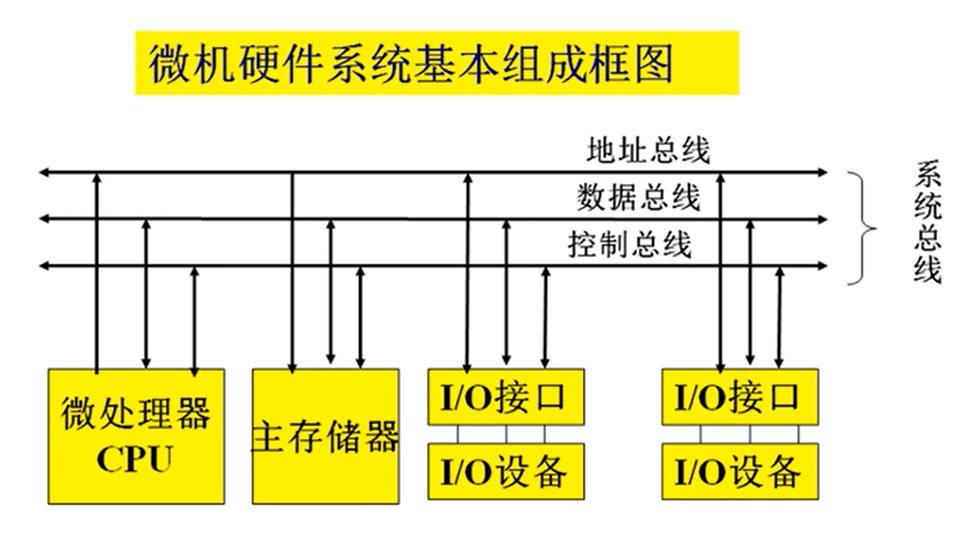 微机硬件系统基本组成框图
地址总线
数据总线
控制总线
系统总线
微处理器
CPU
主存储器
I/O接口
I/O设备
I/O接口
I/O设备